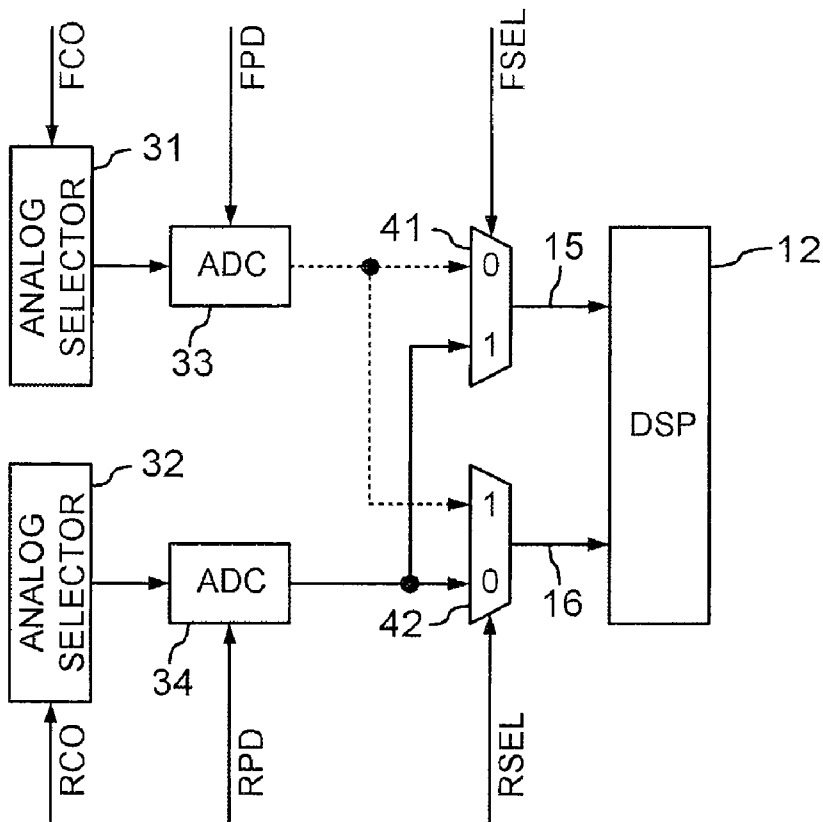 FCO
FPD
FSEL
31
ANALOG
SELECTOR
ADC
33
41
0
1
15
12
DSP
32
ANALOG
SELECTOR
ADC
34
1
0
42
16
RCO
RPD
RSEL